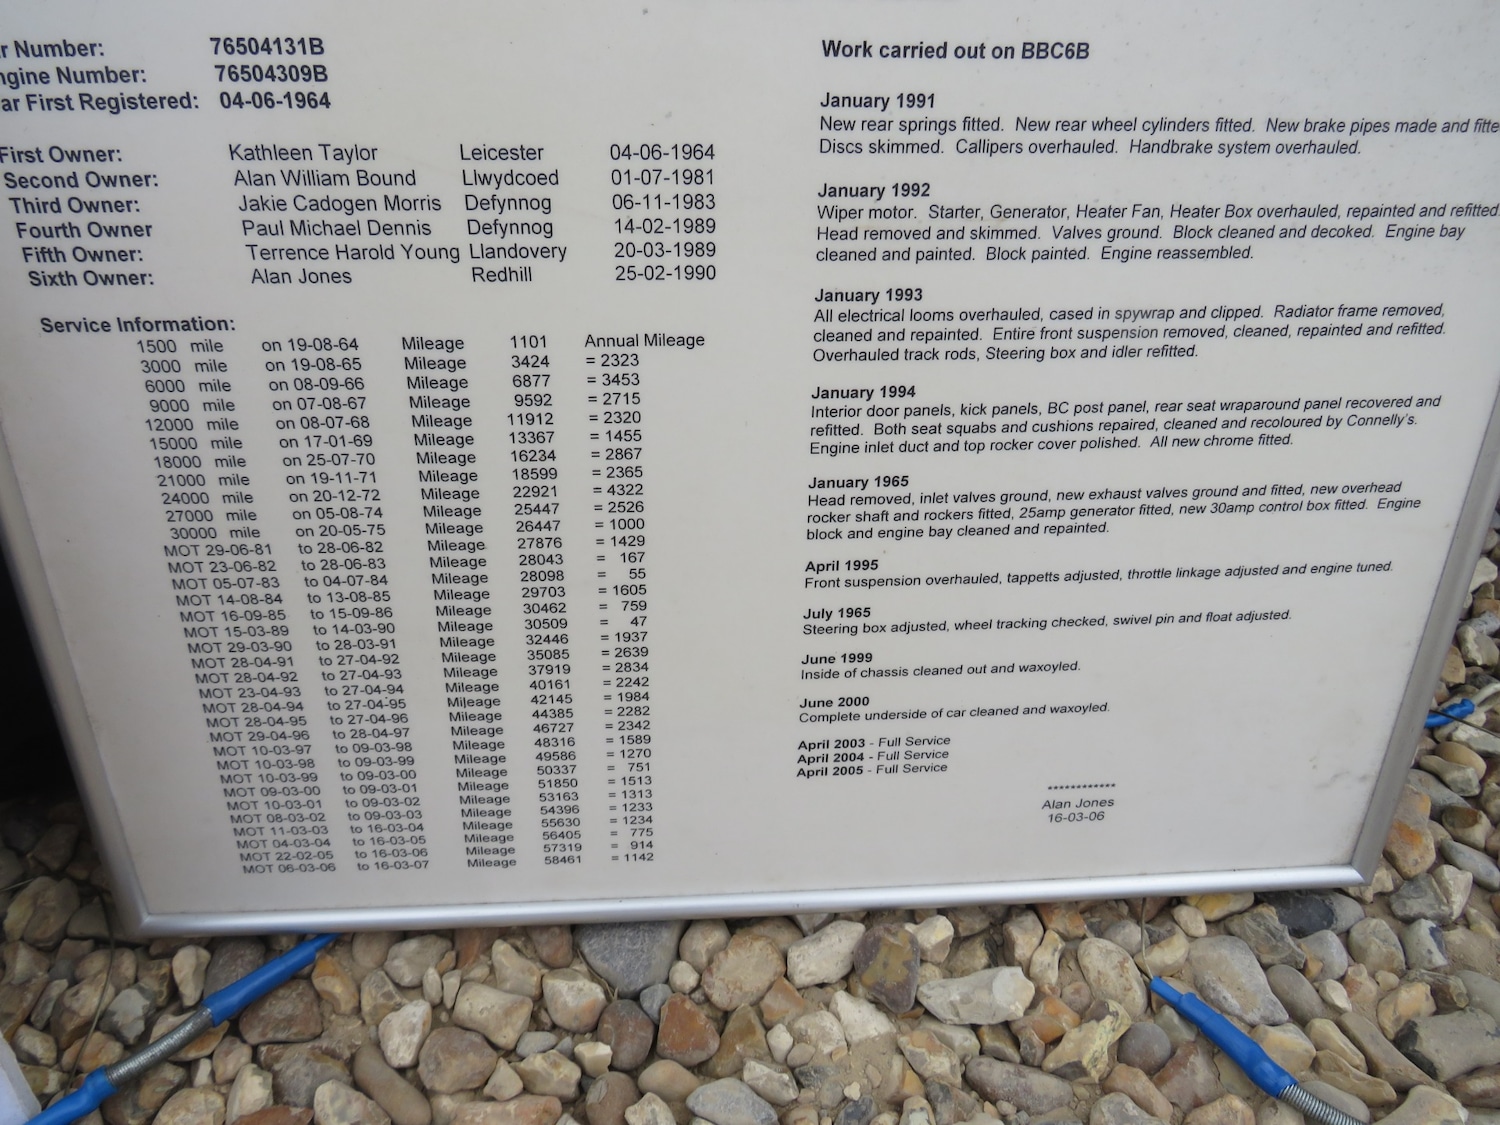 r Number: 76504131B
ngine Number: 76504309B
ar First Registered: 04-06-1964
First Owner: Kathleen Taylor Leicester 04-06-1964
Second Owner: Alan William Bound Llwydcoed 01-07-1981
Third Owner: Jakie Cadogen Morris Defynnog 06-11-1983
Fourth Owner Paul Michael Dennis Defynnog 14-02-1989
Fifth Owner: Terrence Harold Young Llandovery 20-03-1989
Sixth Owner: Alan Jones Redhill 25-02-1990
Service Information:
1500 mile on 19-08-64 Mileage 1101 Annual Mileage
3000 mile on 19-08-65 Mileage 3424 = 2323
6000 mile on 08-09-66 Mileage 6877 = 3453
9000 mile on 07-08-67 Mileage 9592 = 2715
12000 mile on 08-07-68 Mileage 11912 = 2320
15000 mile on 17-01-69 Mileage 13367 = 1455
18000 mile on 25-07-70 Mileage 16234 = 2867
21000 mile on 19-11-71 Mileage 18599 = 2365
24000 mile on 20-12-72 Mileage 22921 = 4322
27000 mile on 05-08-74 Mileage 25447 = 2526
30000 mile on 20-05-75 Mileage 26447 = 1000
MOT 29-06-81 to 28-06-82 Mileage 27876 = 1429
MOT 23-06-82 to 28-06-83 Mileage 28043 = 167
MOT 05-07-83 to 04-07-84 Mileage 28098 = 55
MOT 14-08-84 to 13-08-85 Mileage 29703 = 1605
MOT 16-09-85 to 15-09-86 Mileage 30462 = 759
MOT 15-03-89 to 14-03-90 Mileage 30509 = 47
MOT 29-03-90 to 28-03-91 Mileage 32446 = 1937
MOT 28-04-91 to 27-04-92 Mileage 35085 = 2639
MOT 28-04-92 to 27-04-93 Mileage 37919 = 2834
MOT 23-04-93 to 27-04-94 Mileage 40161 = 2242
MOT 28-04-94 to 27-04-95 Mileage 42145 = 1984
MOT 28-04-95 to 27-04-96 Mileage 44385 = 2282
MOT 29-04-96 to 28-04-97 Mileage 46727 = 2342
MOT 10-03-97 to 09-03-98 Mileage 48316 = 1589
MOT 10-03-98 to 09-03-99 Mileage 49586 = 1270
MOT 10-03-99 to 09-03-00 Mileage 50337 = 751
MOT 09-03-00 to 09-03-01 Mileage 51850 = 1513
MOT 10-03-01 to 09-03-02 Mileage 53163 = 1313
MOT 08-03-02 to 09-03-03 Mileage 54396 = 1233
MOT 11-03-03 to 16-03-04 Mileage 55630 = 1234
MOT 04-03-04 to 16-03-05 Mileage 56405 = 775
MOT 22-02-05 to 16-03-06 Mileage 57319 = 914
MOT 06-03-06 to 16-03-07 Mileage 58461 = 1142
Work carried out on BBC6B
January 1991
New rear springs fitted. New rear wheel cylinders fitted. New brake pipes made and fitte
Discs skimmed. Callipers overhauled. Handbrake system overhauled.
January 1992
Wiper motor. Starter, Generator, Heater Fan, Heater Box overhauled, repainted and refitted.
Head removed and skimmed. Valves ground. Block cleaned and decoked. Engine bay
cleaned and painted. Block painted. Engine reassembled.
January 1993
All electrical looms overhauled, cased in spywrap and clipped. Radiator frame removed,
cleaned and repainted. Entire front suspension removed, cleaned, repainted and refitted.
Overhauled track rods, Steering box and idler refitted.
January 1994
Interior door panels, kick panels, BC post panel, rear seat wraparound panel recovered and
refitted. Both seat squabs and cushions repaired, cleaned and recoloured by Connelly's.
Engine inlet duct and top rocker cover polished. All new chrome fitted.
January 1965
Head removed, inlet valves ground, new exhaust valves ground and fitted, new overhead
rocker shaft and rockers fitted, 25amp generator fitted, new 30amp control box fitted. Engine
block and engine bay cleaned and repainted.
April 1995
Front suspension overhauled, tappetts adjusted, throttle linkage adjusted and engine tuned.
July 1965
Steering box adjusted, wheel tracking checked, swivel pin and float adjusted.
June 1999
Inside of chassis cleaned out and waxoyled.
June 2000
Complete underside of car cleaned and waxoyled.
April 2003 - Full Service
April 2004 - Full Service
April 2005 - Full Service
************
Alan Jones
16-03-06